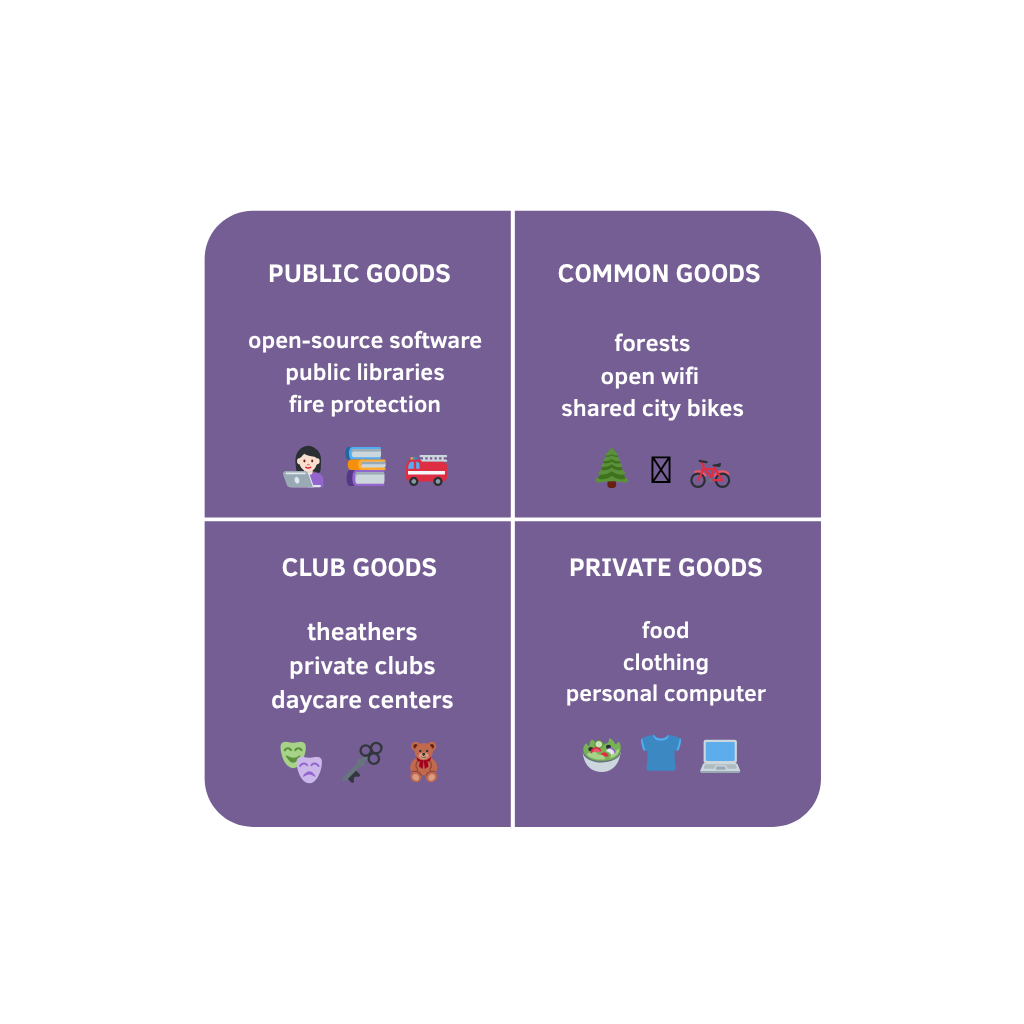 PUBLIC GOODS
open-source software
public libraries
fire protection
COMMON GOODS
forests
open wifi
shared city bikes
CLUB GOODS
theathers
private clubs
daycare centers
PRIVATE GOODS
food
clothing
personal computer